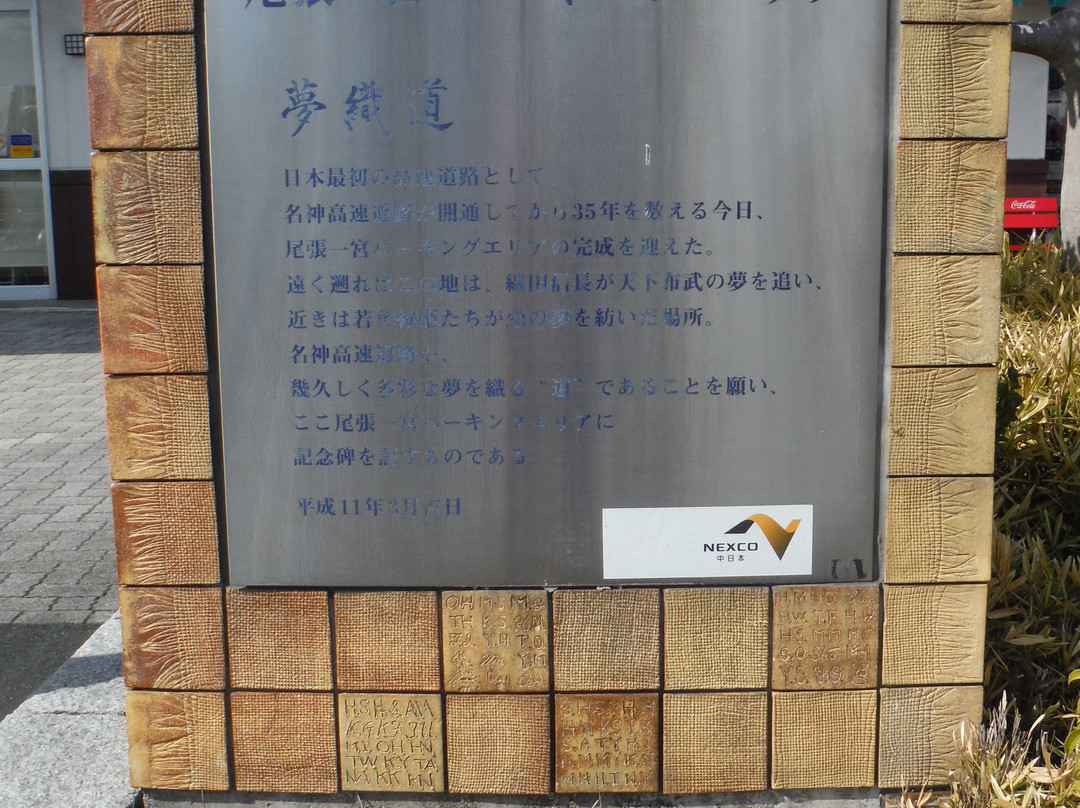 夢織道
日本最初の高速道路として、
名神高速道路が開通してから35年を数える今日、
尾張一宮パーキングエリアの完成を迎えた。
遠く遡ればこの地は、織田信長が天下布武の夢を追い、
近きは若き織姫たちが恋の夢を紡いだ場所。
名神高速道路が、
幾久しく多彩な夢を織る“道”であることを願い、
ここ尾張一宮パーキングエリアに
記念碑を記すものである
平成11年3月吉日
NEXCO
中日本
Coca-Cola
OH M.S M.
TH K.S.
Y.H T.O
Y.M
H.W T.F H.W
H.S M.M M
S.O S.
H.S. H.S. A.M.
K.G K.F J.U.
M.I. O.H H.N
T.W K.Y T.A
N.A K.K H.N
S.A T.Y